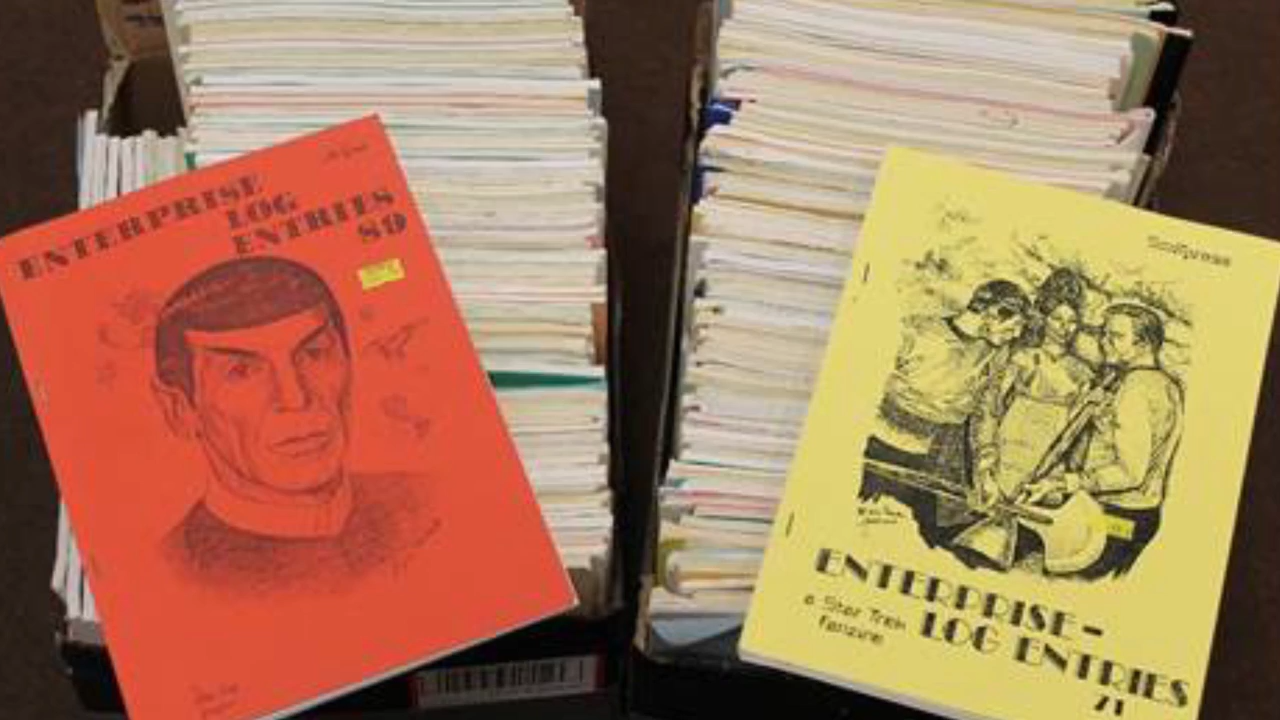 ENTERPRISE
LOG
ENTRIES
89
Scotpress
ENTERPRISE-
a Star Trek
fanzine
LOG ENTRIES
71